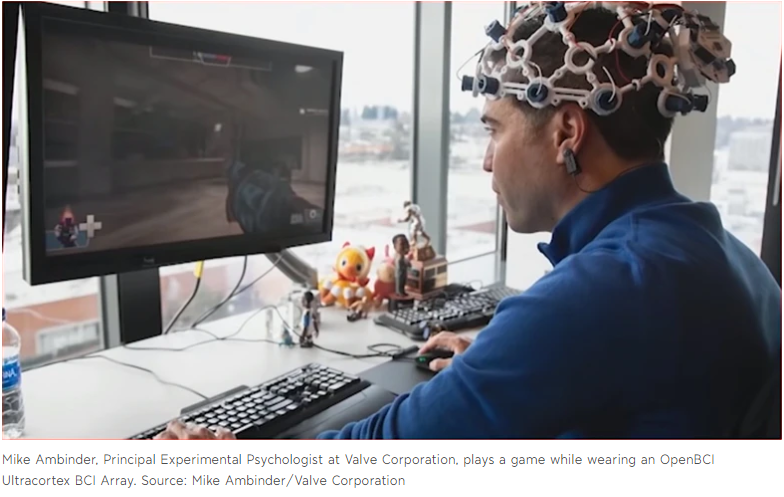 Mike Ambinder, Principal Experimental Psychologist at Valve Corporation, plays a game while wearing an OpenBCI
Ultracortex BCI Array. Source: Mike Ambinder/Valve Corporation